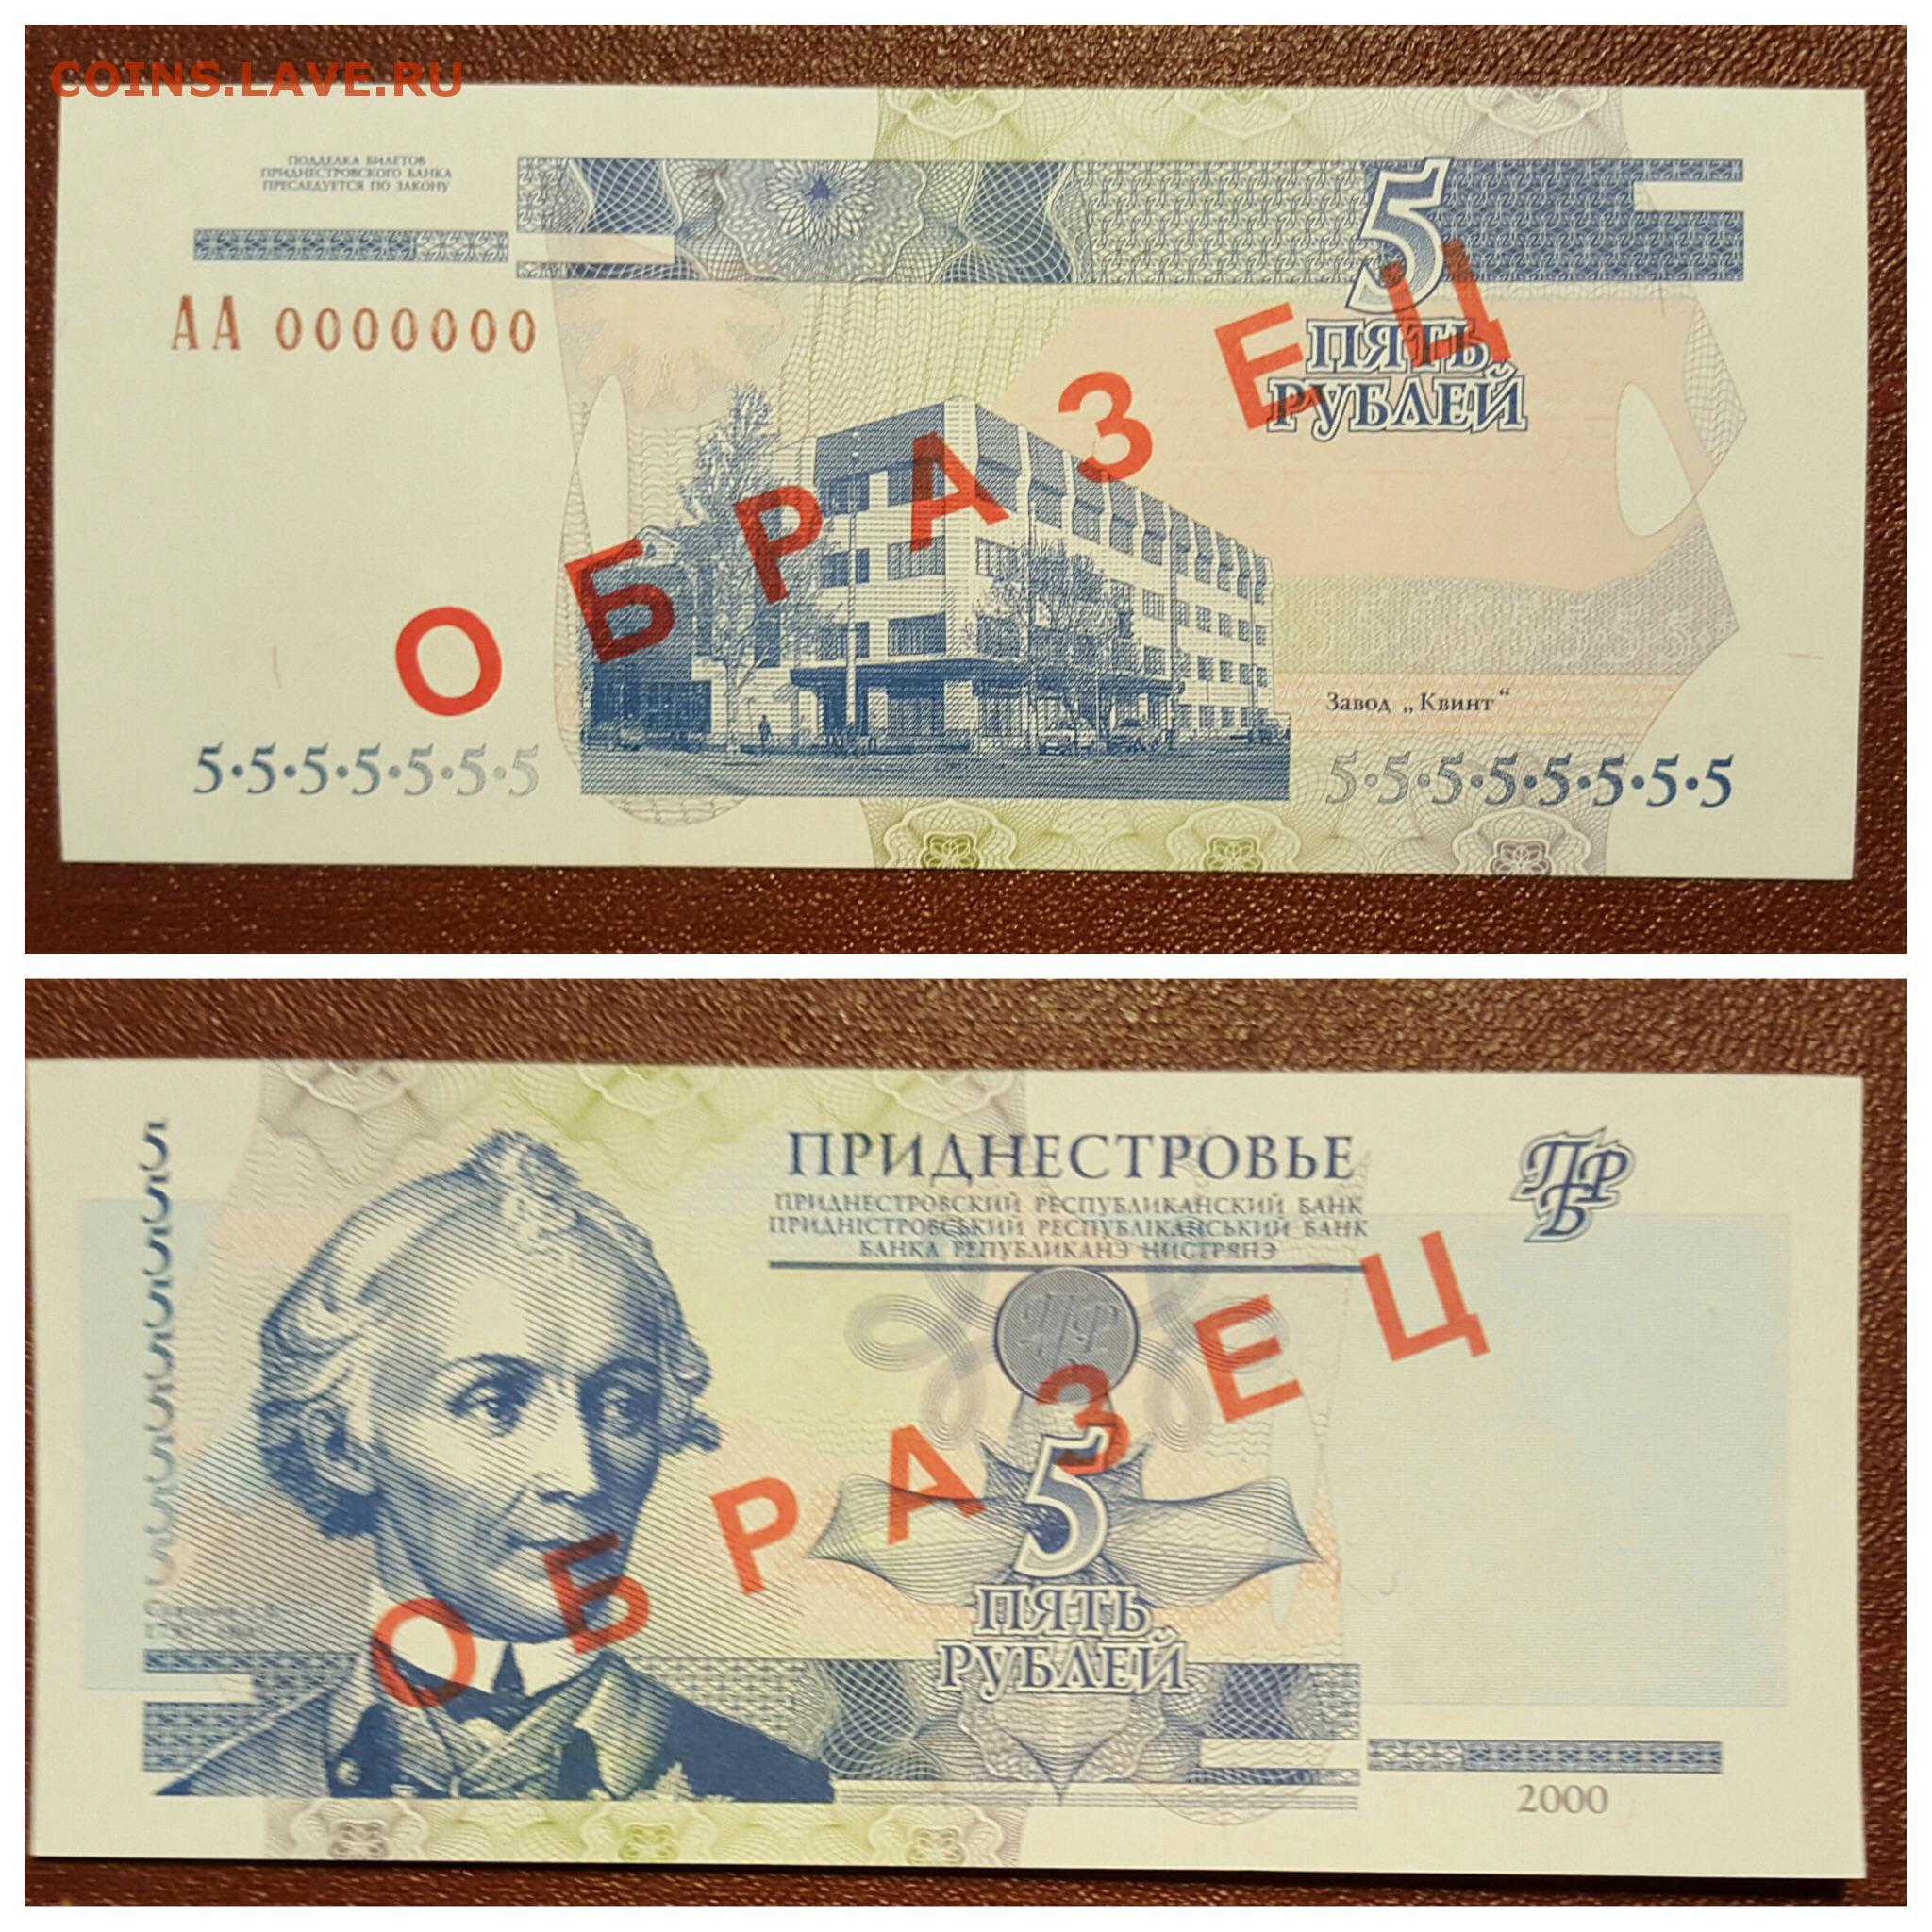 COINS.LAVE.RU
ПОДДЕЛКА БИЛЕТОВ
ПРИДНЕСТРОВСКОГО БАНКА
ПРЕСЛЕДУЕТСЯ ПО ЗАКОНУ
АА 0000000
5
ПЯТЬ
РУБЛЕЙ
ОБРАЗЕЦ
Завод „Квинт“
5·5·5·5·5·5·5
5·5·5·5·5·5·5·5
ПРИДНЕСТРОВЬЕ
ПРИДНЕСТРОВСКИЙ РЕСПУБЛИКАНСКИЙ БАНК
ПРИДНІСТРОВСЬКИЙ РЕСПУБЛІКАНСЬКИЙ БАНК
БАНКА РЕПУБЛИКАНЭ НИСТРЯНЭ
ПРБ
ОБРАЗЕЦ
5
ПЯТЬ
РУБЛЕЙ
2000